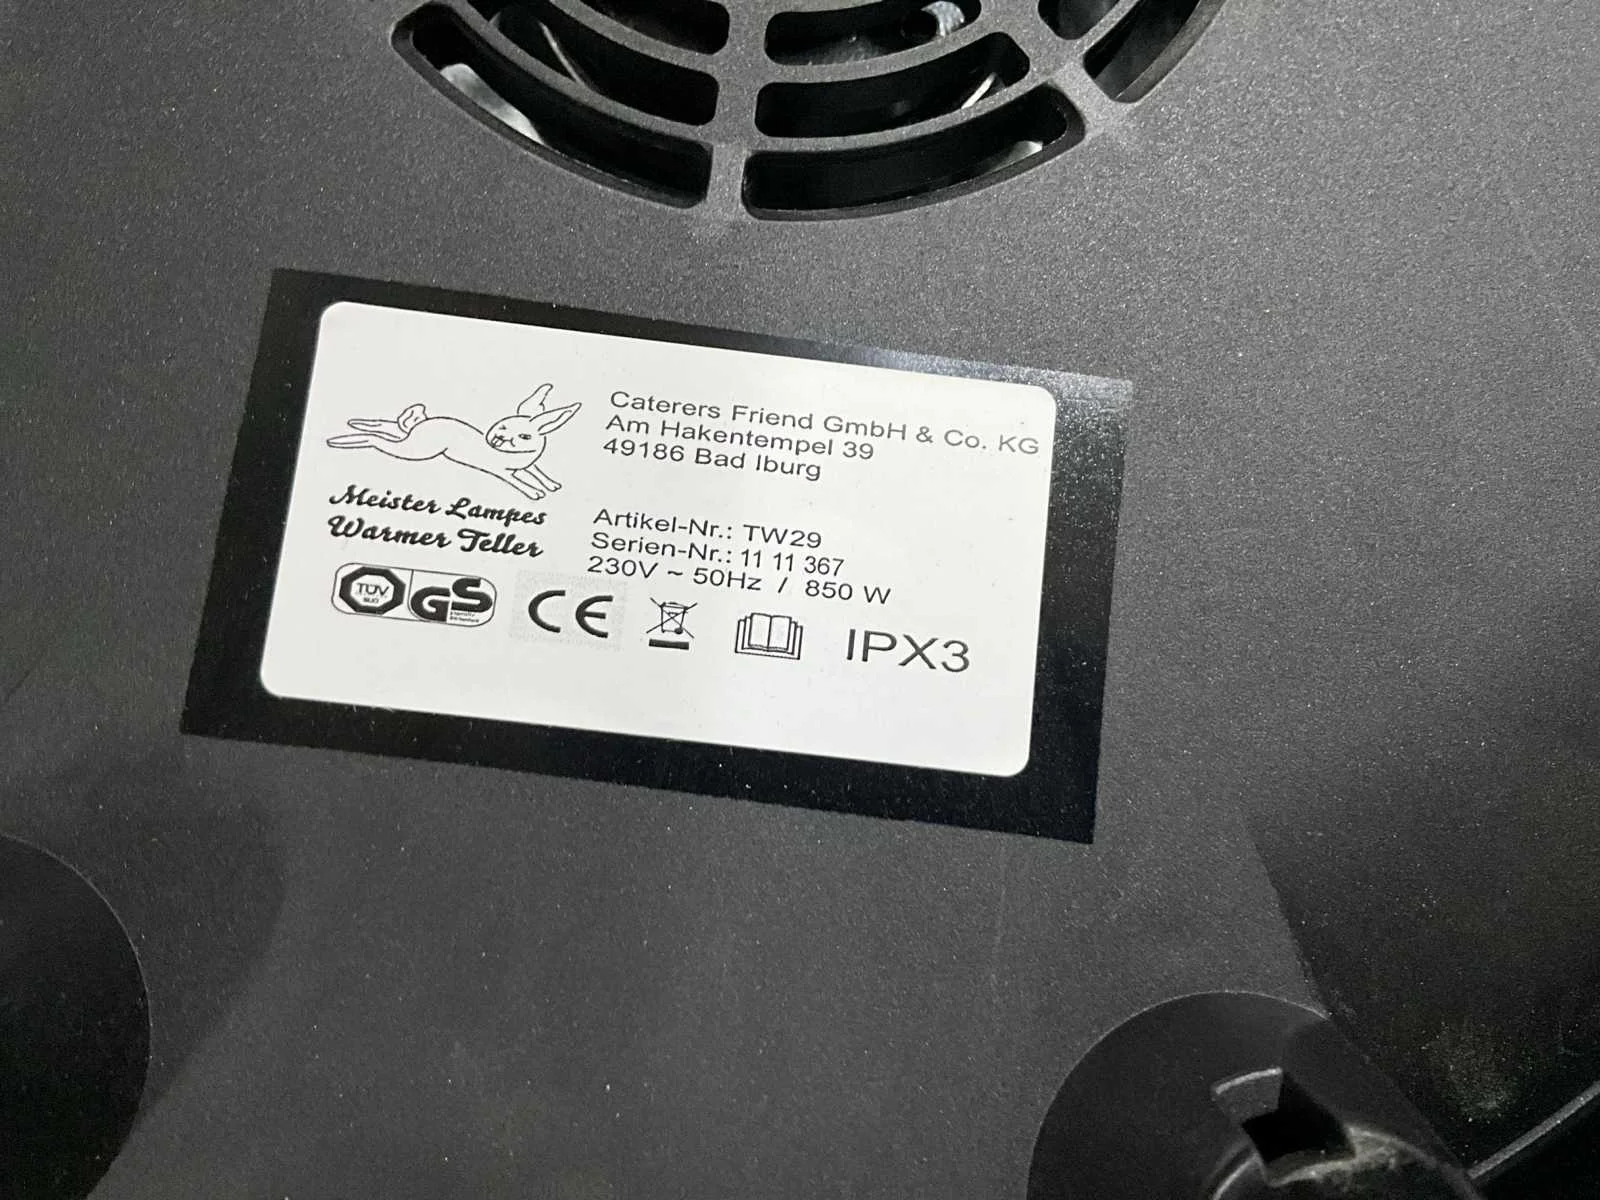 Caterers Friend GmbH & Co. KG
Am Hakentempel 39
49186 Bad Iburg
Meister Lampes
Warmer Teller
Artikel-Nr.: TW29
Serien-Nr.: 11 11 367
230V ~ 50Hz / 850 W
TÜV
SÜD
GS
CE
IPX3